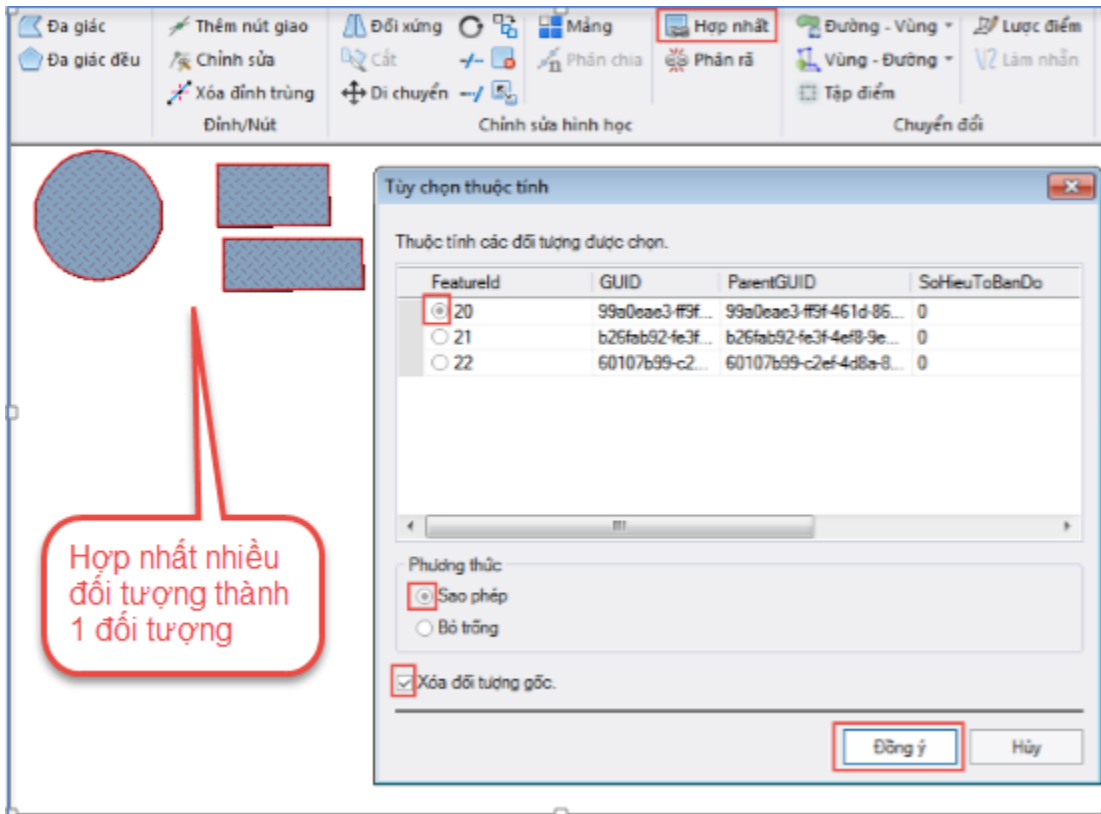 Đa giác
Thêm nút giao
Đối xứng
Mảng
Hợp nhất
Đường - Vùng
Lược điểm
Đa giác đều
Chỉnh sửa
Cắt
Phân chia
Phân rã
Vùng - Đường
Làm nhẵn
Xóa đỉnh trùng
Di chuyển
Tập điểm
Đỉnh/Nút
Chỉnh sửa hình học
Chuyển đổi
Tùy chọn thuộc tính
Thuộc tính các đối tượng được chọn.
FeatureId GUID ParentGUID SoHieuToBanDo
20 99a0eae3-ff9f... 99a0eae3-ff9f-461d-86... 0
21 b26fab92-fe3f... b26fab92-fe3f-4ef8-9e... 0
22 60107b99-c2... 60107b99-c2ef-4d8a-8... 0
Hợp nhất nhiều
đối tượng thành
1 đối tượng
Phương thức
Sao phép
Bỏ trống
Xóa đối tượng gốc.
Đồng ý
Hủy